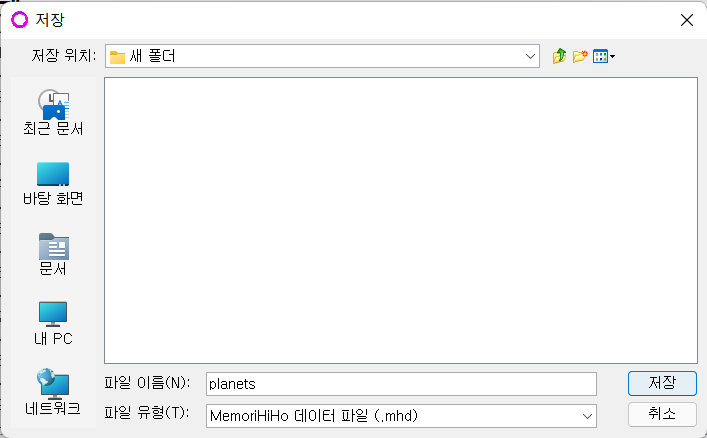 저장
저장 위치: 새 폴더
최근 문서
바탕 화면
문서
내 PC
네트워크
파일 이름(N): planets 저장
파일 유형(T): MemoriHiHo 데이터 파일 (.mhd) 취소